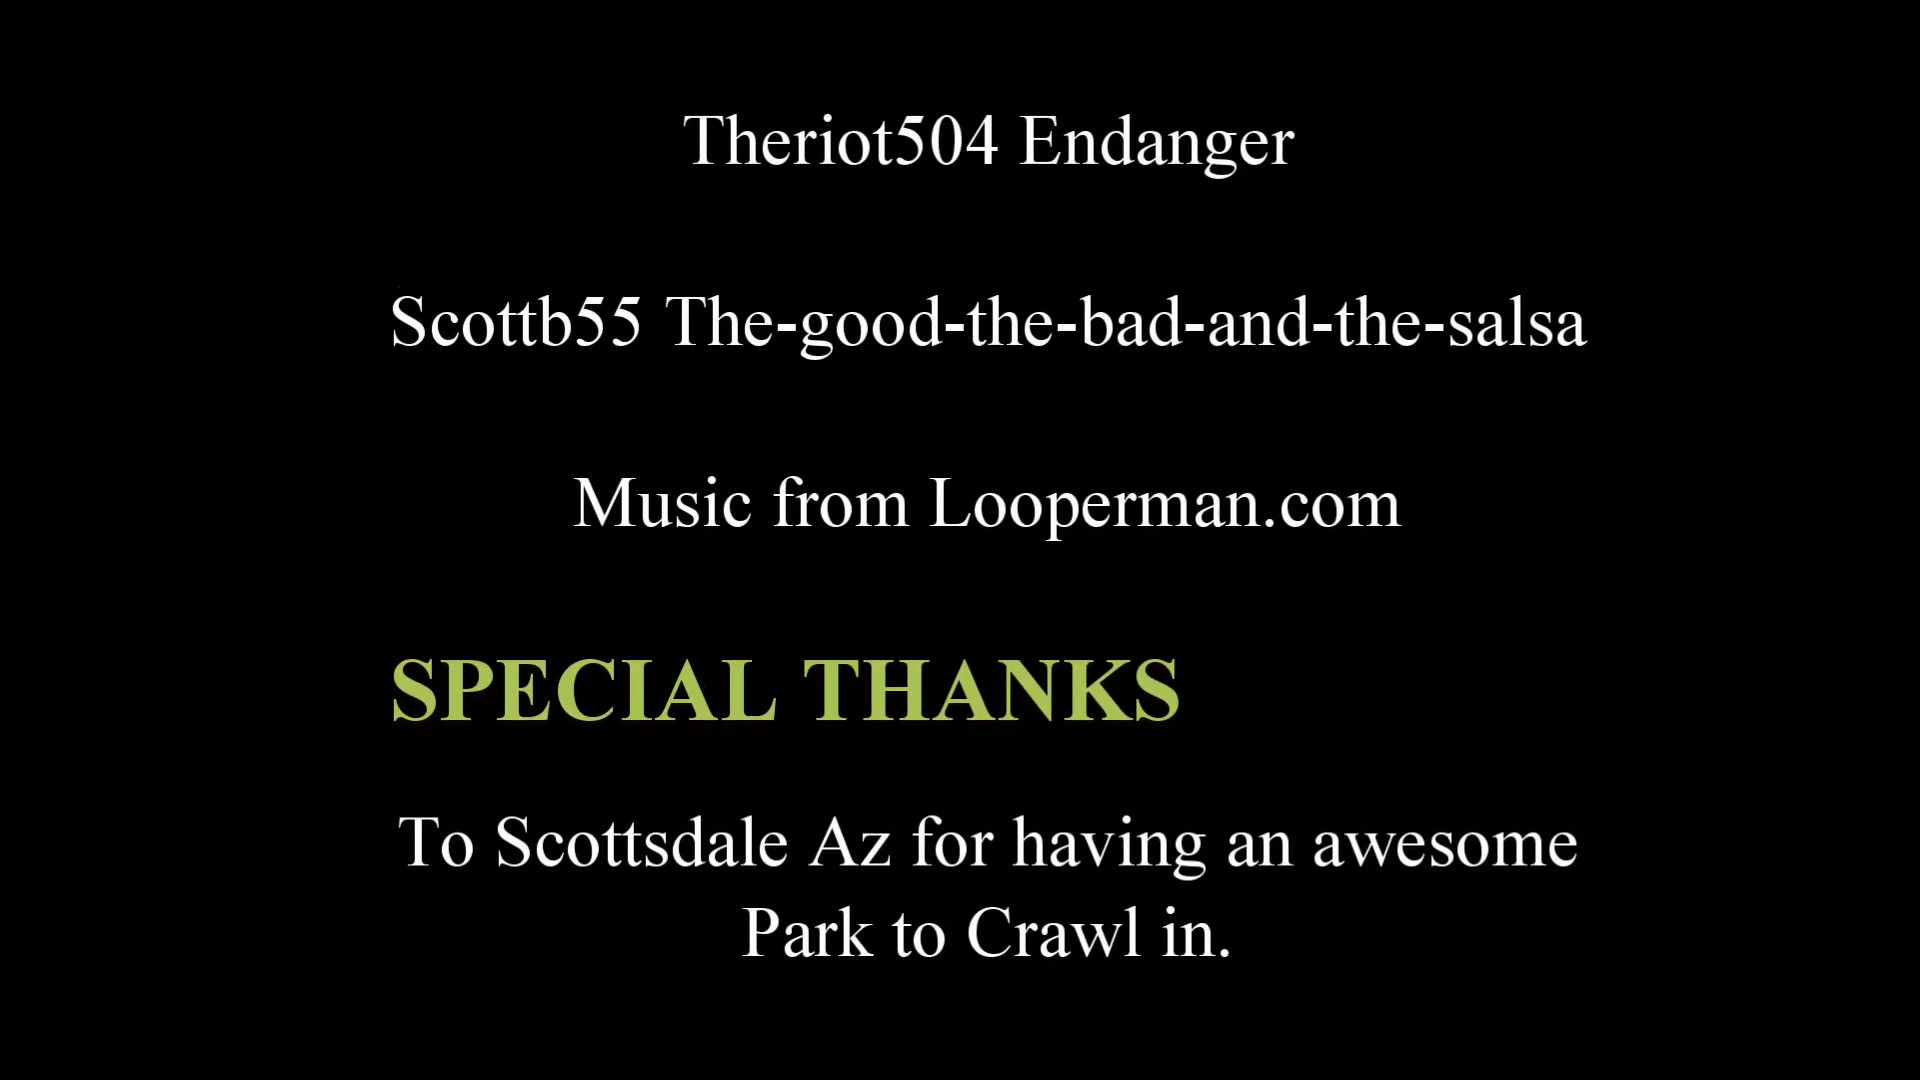 Theriot504 Endanger
Scottb55 The-good-the-bad-and-the-salsa
Music from Looperman.com
SPECIAL THANKS
To Scottsdale Az for having an awesome
Park to Crawl in.